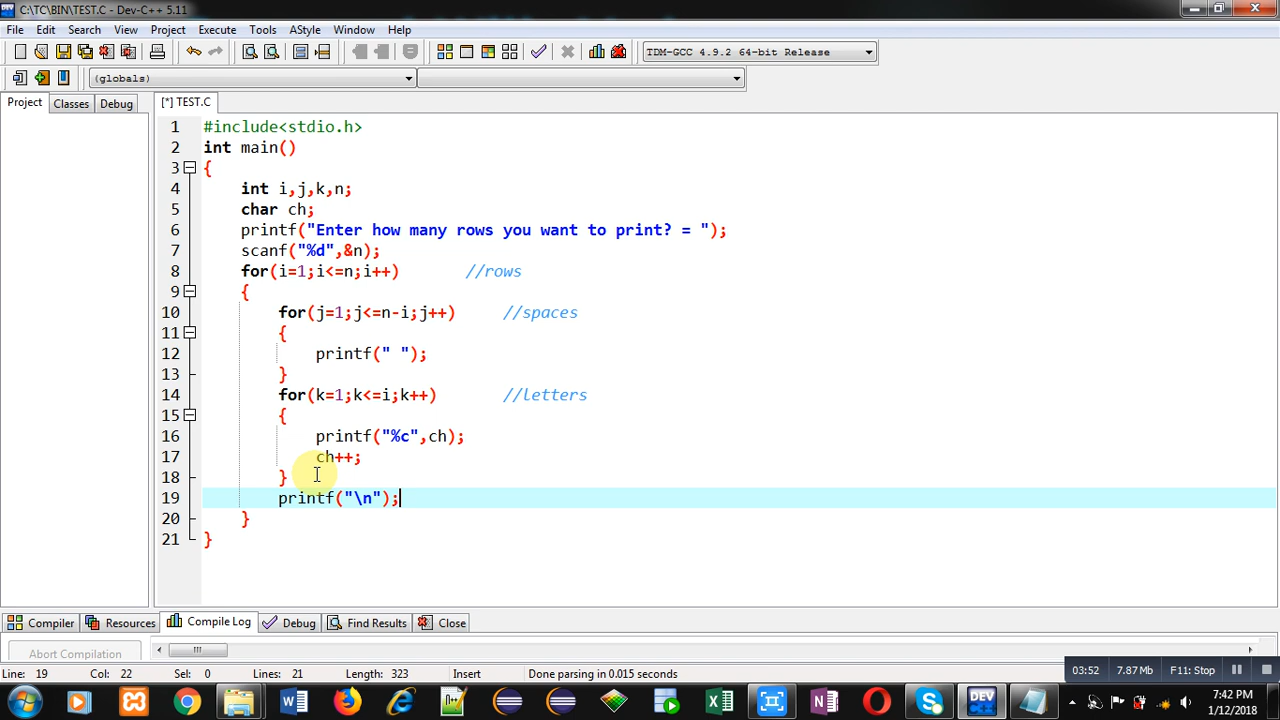 C:\TC\BIN\TEST.C - Dev-C++ 5.11
File Edit Search View Project Execute Tools AStyle Window Help
TDM-GCC 4.9.2 64-bit Release
(globals)
Project Classes Debug [*] TEST.C
1 #include<stdio.h>
2 int main()
3 {
4 int i,j,k,n;
5 char ch;
6 printf("Enter how many rows you want to print? = ");
7 scanf("%d",&n);
8 for(i=1;i<=n;i++) //rows
9 {
10 for(j=1;j<=n-i;j++) //spaces
11 {
12 printf(" ");
13 }
14 for(k=1;k<=i;k++) //letters
15 {
16 printf("%c",ch);
17 ch++;
18 }
19 printf("\n");
20 }
21 }
Compiler Resources Compile Log Debug Find Results Close
Abort Compilation
Line: 19 Col: 22 Sel: 0 Lines: 21 Length: 323 Insert Done parsing in 0.015 seconds
03:52 7.87 Mb F11: Stop
DEV
7:42 PM
1/12/2018